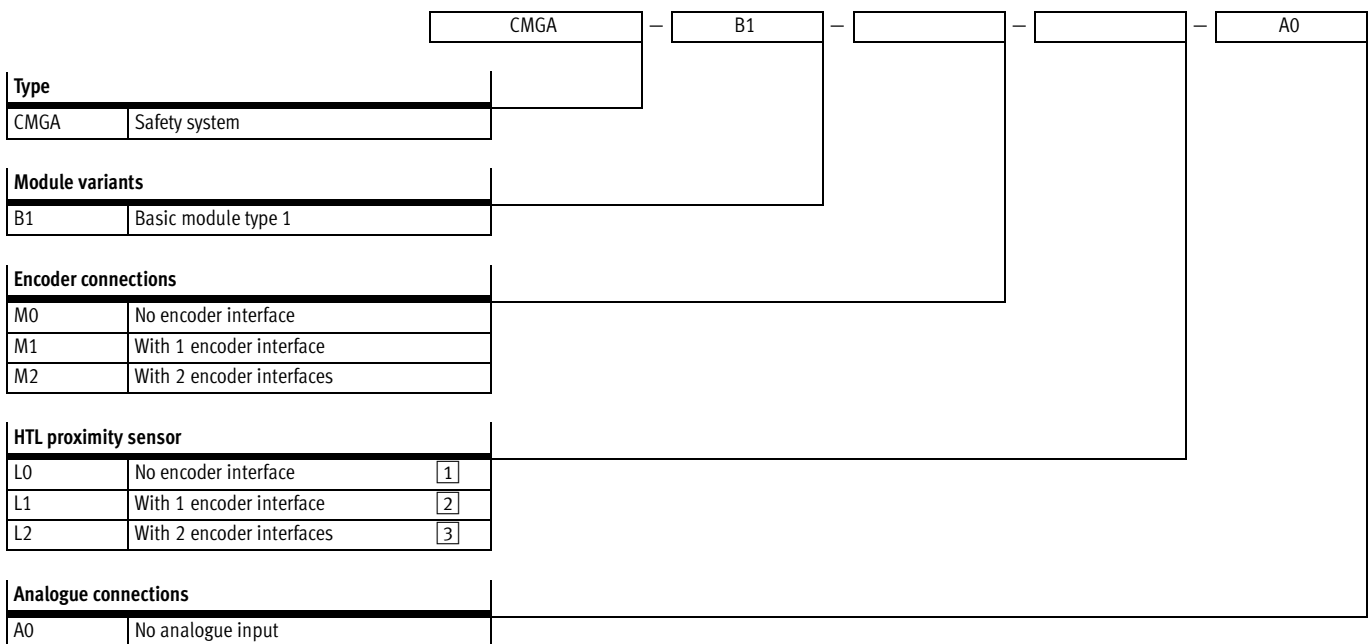 CMGA — B1 — — — A0
Type
CMGA Safety system
Module variants
B1 Basic module type 1
Encoder connections
M0 No encoder interface
M1 With 1 encoder interface
M2 With 2 encoder interfaces
HTL proximity sensor
L0 No encoder interface 1
L1 With 1 encoder interface 2
L2 With 2 encoder interfaces 3
Analogue connections
A0 No analogue input